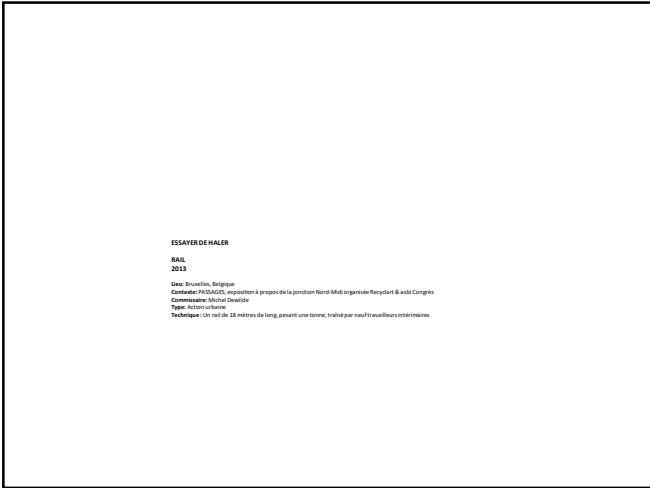 ESSAYER DE HALER
RAIL
2013
Lieu: Bruxelles, Belgique
Contexte: PASSAGES, exposition à propos de la jonction Nord-Midi organisée Recyclart & asbl Congrès
Commissaire: Michel Dewilde
Type: Action urbaine
Technique : Un rail de 18 mètres de long, pesant une tonne, traîné par neuf travailleurs intérimaires